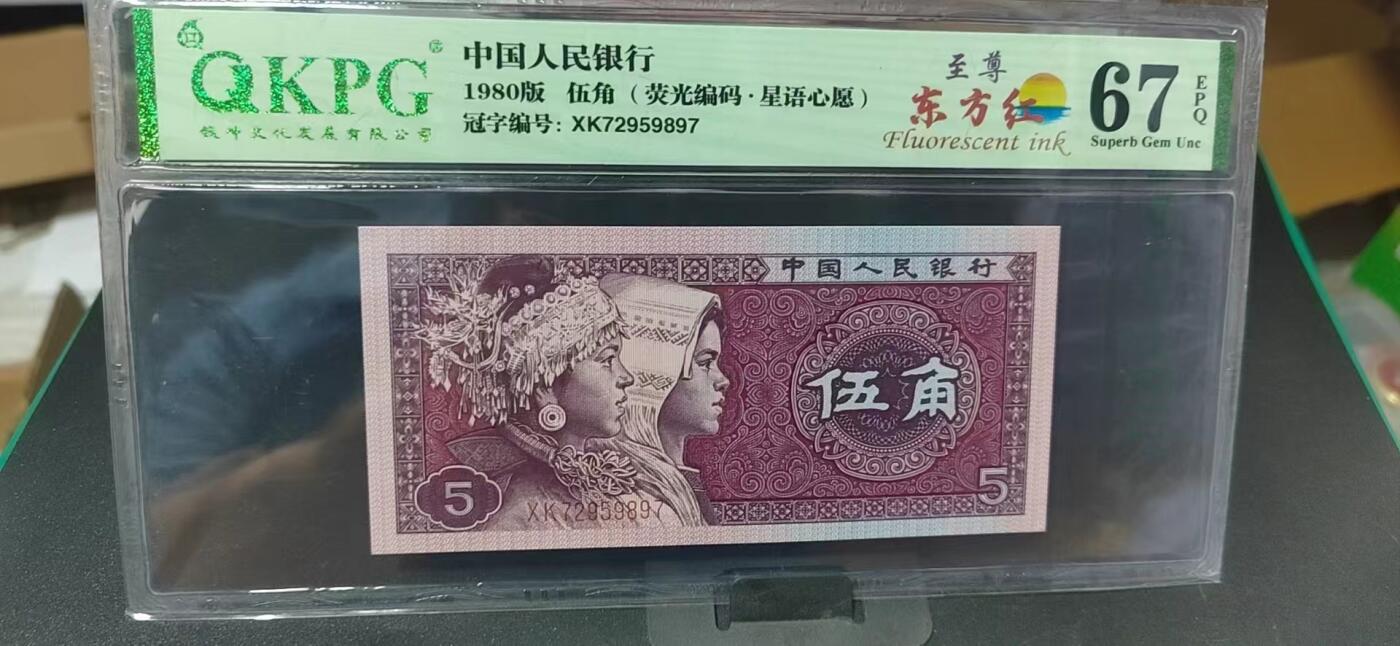 QKPG
钱坤文化发展有限公司
中国人民银行
1980版 伍角（荧光编码·星语心愿）
冠字编号: XK72959897
至尊
东方红
Fluorescent ink
67
EPQ
Superb Gem Unc
中国人民银行
伍角
5
XK72959897
5